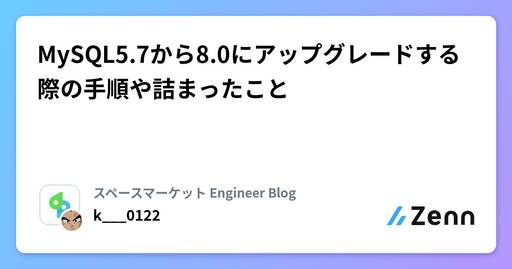 MySQL5.7から8.0にアップグレードする
際の手順や詰まったこと
スペースマーケット Engineer Blog
k___0122
Zenn